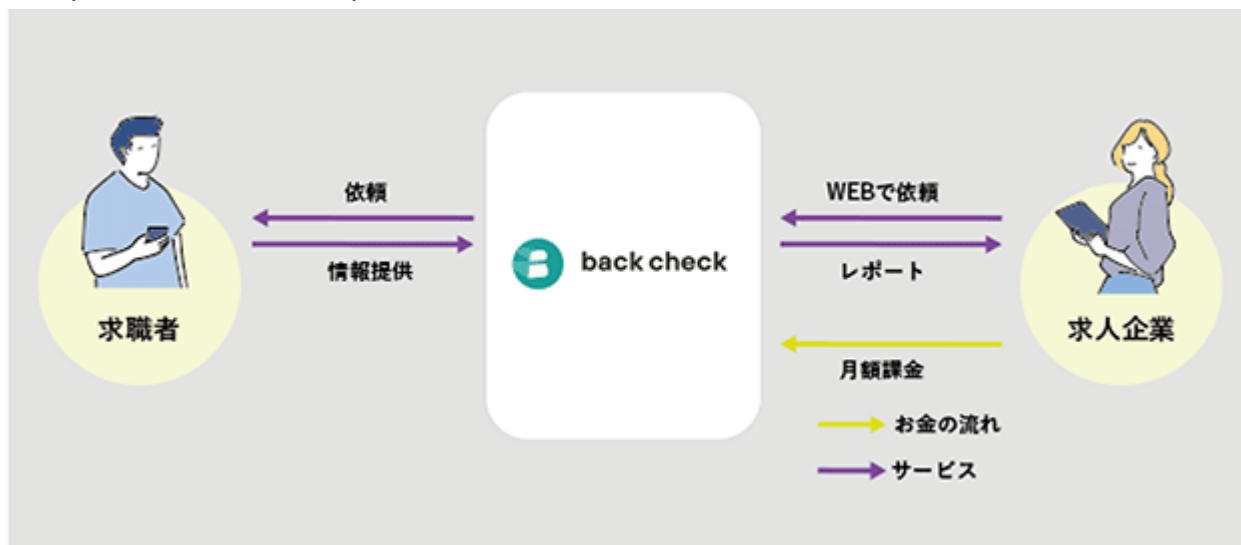 依頼
情報提供
求職者
back check
WEBで依頼
レポート
求人企業
月額課金
お金の流れ
サービス